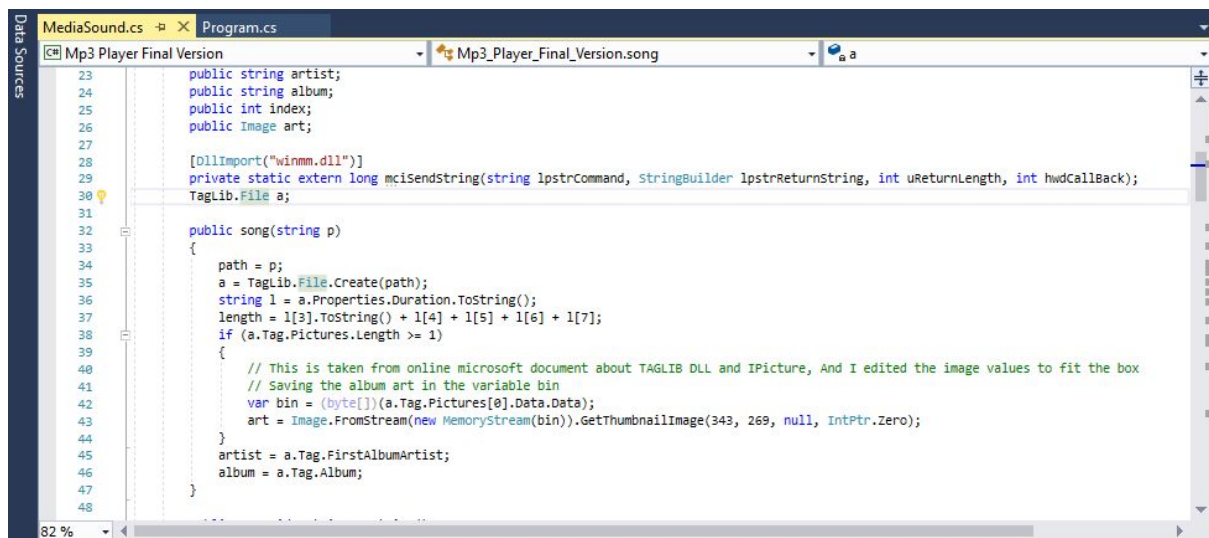 Data Sources
MediaSound.cs Program.cs
C# Mp3 Player Final Version Mp3_Player_Final_Version.song a
23 public string artist;
24 public string album;
25 public int index;
26 public Image art;
27
28 [DllImport("winmm.dll")]
29 private static extern long mciSendString(string lpstrCommand, StringBuilder lpstrReturnString, int uReturnLength, int hwdCallBack);
30 TagLib.File a;
31
32 public song(string p)
33 {
34 path = p;
35 a = TagLib.File.Create(path);
36 string l = a.Properties.Duration.ToString();
37 length = l[3].ToString() + l[4] + l[5] + l[6] + l[7];
38 if (a.Tag.Pictures.Length >= 1)
39 {
40 // This is taken from online microsoft document about TAGLIB DLL and IPicture, And I edited the image values to fit the box
41 // Saving the album art in the variable bin
42 var bin = (byte[])(a.Tag.Pictures[0].Data.Data);
43 art = Image.FromStream(new MemoryStream(bin)).GetThumbnailImage(343, 269, null, IntPtr.Zero);
44 }
45 artist = a.Tag.FirstAlbumArtist;
46 album = a.Tag.Album;
47 }
48
82 %